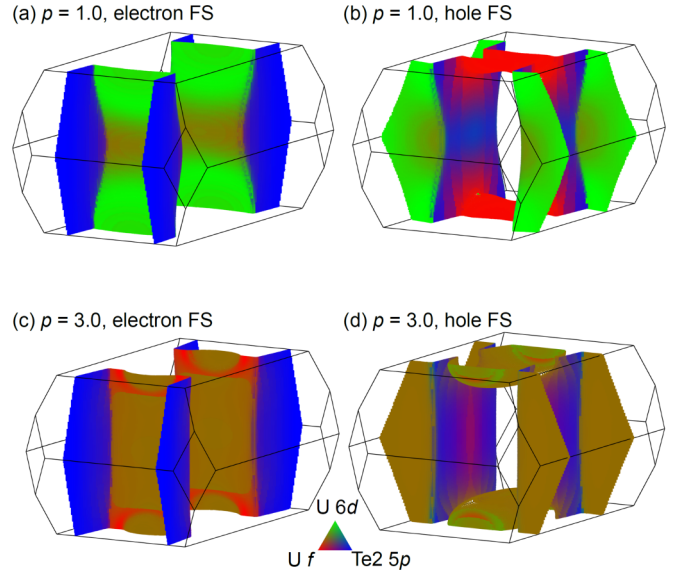 (a) p = 1.0, electron FS
(b) p = 1.0, hole FS
(c) p = 3.0, electron FS
(d) p = 3.0, hole FS
U 6d
U f
Te2 5p